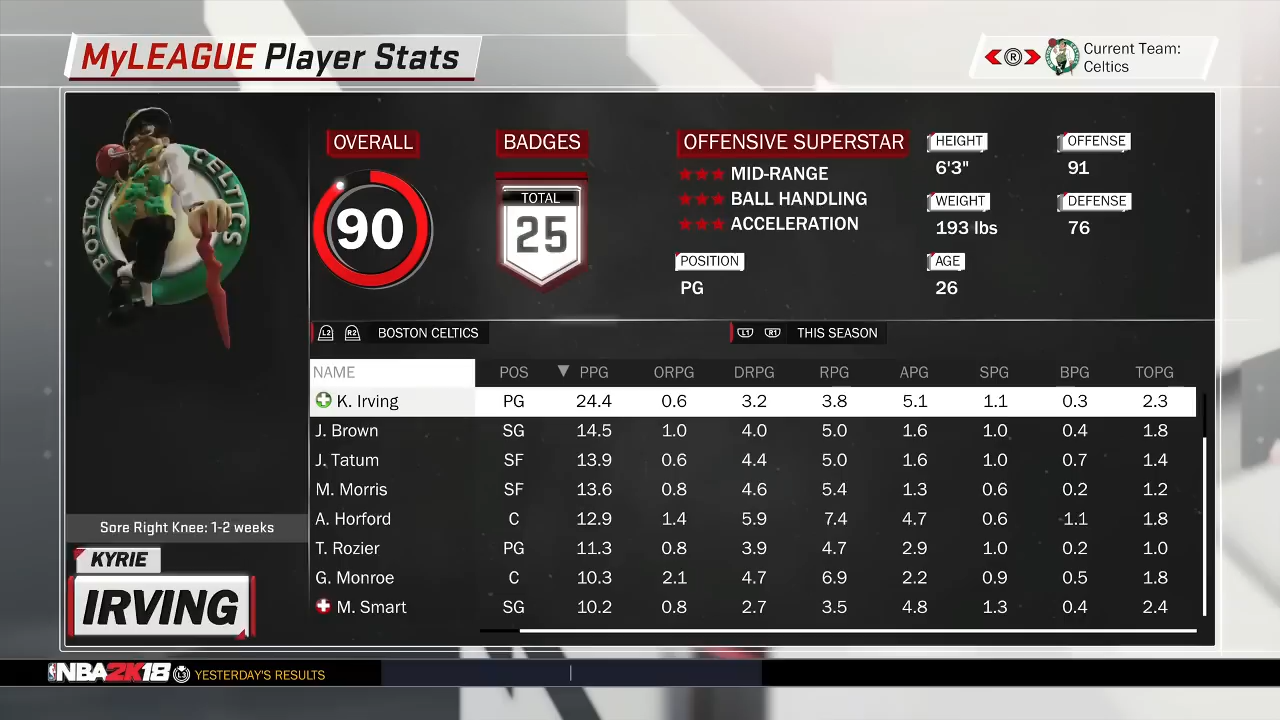 MyLEAGUE Player Stats
R
Current Team:
Celtics
BOSTON CELTICS
OVERALL
90
BADGES
TOTAL
25
OFFENSIVE SUPERSTAR
MID-RANGE
BALL HANDLING
ACCELERATION
POSITION
PG
HEIGHT
6'3"
WEIGHT
193 lbs
AGE
26
OFFENSE
91
DEFENSE
76
L2 R2 BOSTON CELTICS
L1 R1 THIS SEASON
NAME POS PPG ORPG DRPG RPG APG SPG BPG TOPG
K. Irving PG 24.4 0.6 3.2 3.8 5.1 1.1 0.3 2.3
J. Brown SG 14.5 1.0 4.0 5.0 1.6 1.0 0.4 1.8
J. Tatum SF 13.9 0.6 4.4 5.0 1.6 1.0 0.7 1.4
M. Morris SF 13.6 0.8 4.6 5.4 1.3 0.6 0.2 1.2
A. Horford C 12.9 1.4 5.9 7.4 4.7 0.6 1.1 1.8
T. Rozier PG 11.3 0.8 3.9 4.7 2.9 1.0 0.2 1.0
G. Monroe C 10.3 2.1 4.7 6.9 2.2 0.9 0.5 1.8
M. Smart SG 10.2 0.8 2.7 3.5 4.8 1.3 0.4 2.4
Sore Right Knee: 1-2 weeks
KYRIE
IRVING
NBA2K18 YESTERDAY'S RESULTS